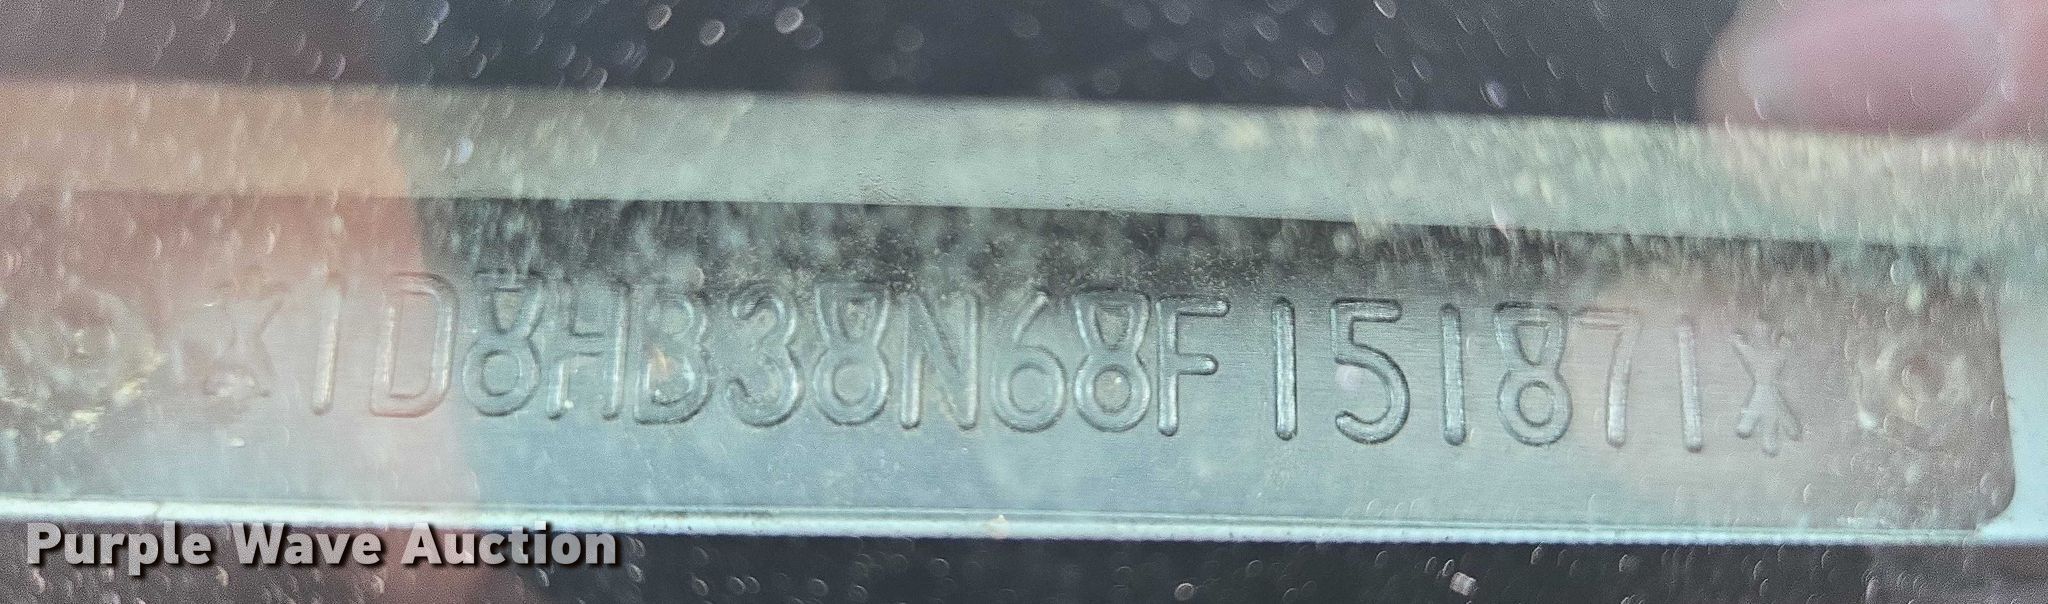 *1D8HB38N68F151871*
Purple Wave Auction